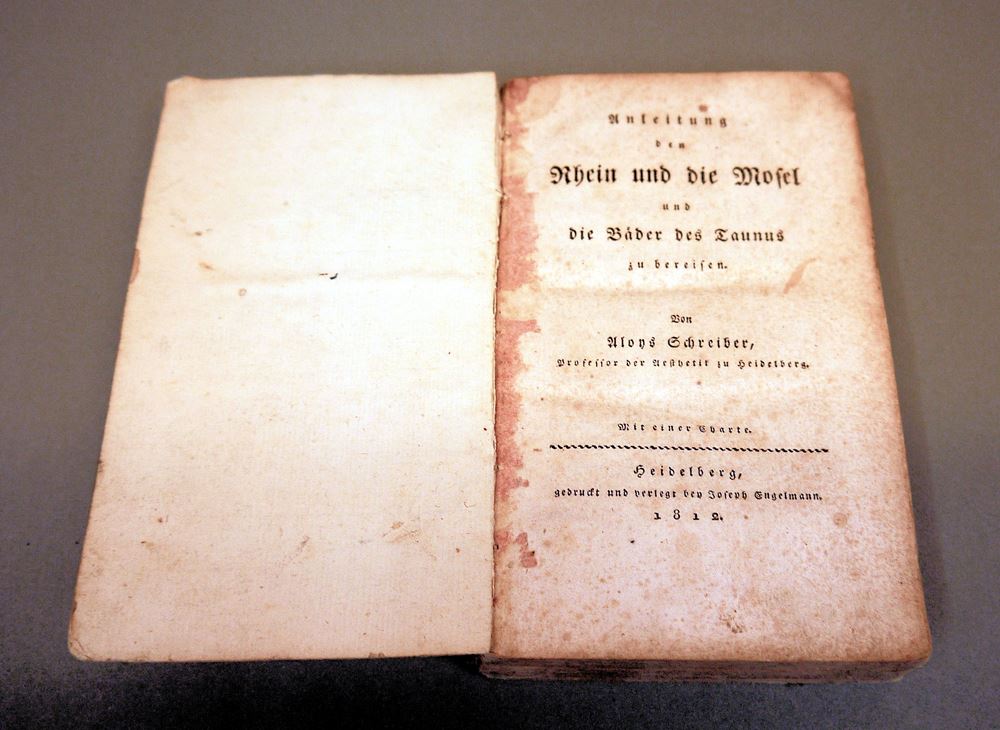 Anleitung
den
Rhein und die Mosel
und
die Bäder des Taunus
zu bereisen.
Von
Aloys Schreiber,
Professor der Aesthetik zu Heidelberg.
Mit einer Charte.
Heidelberg,
gedruckt und verlegt bey Joseph Engelmann.
1812.